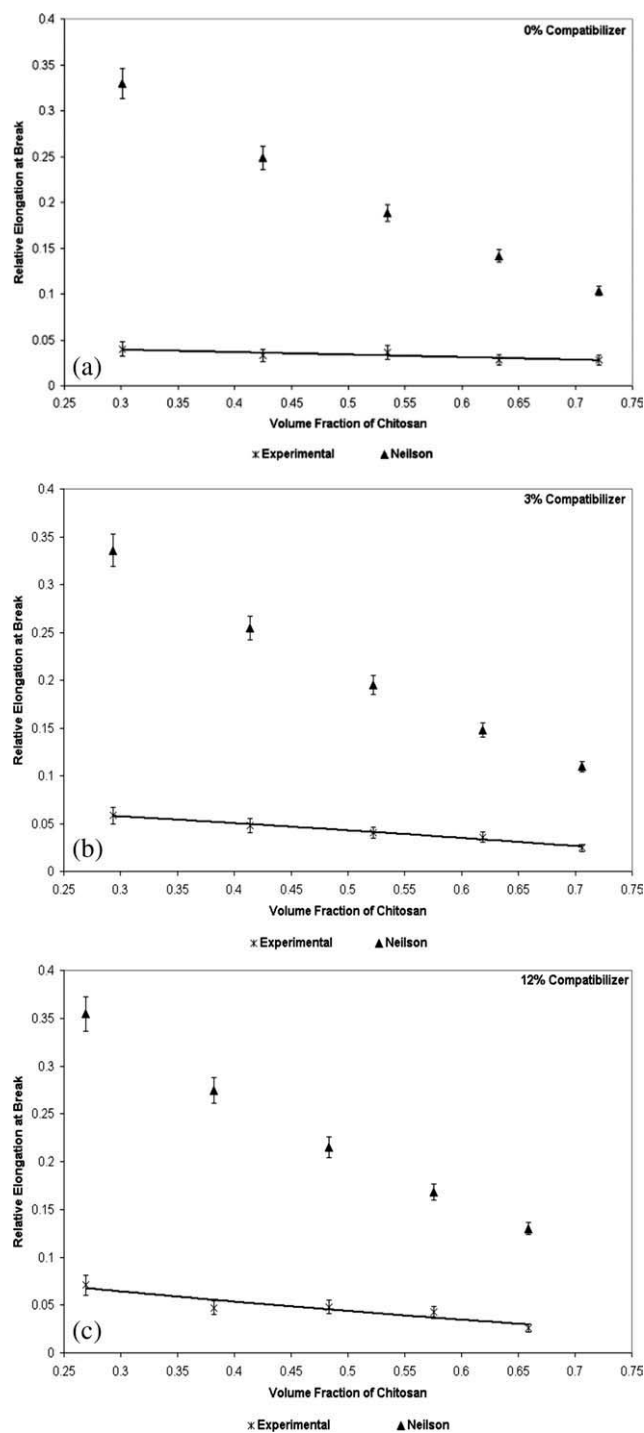 0% Compatibilizer
0.4
0.35
0.3
0.25
0.2
0.15
0.1
0.05
0
Relative Elongation at Break
(a)
0.25 0.3 0.35 0.4 0.45 0.5 0.55 0.6 0.65 0.7 0.75
Volume Fraction of Chitosan
Experimental Neilson
3% Compatibilizer
0.4
0.35
0.3
0.25
0.2
0.15
0.1
0.05
0
Relative Elongation at Break
(b)
0.25 0.3 0.35 0.4 0.45 0.5 0.55 0.6 0.65 0.7 0.75
Volume Fraction of Chitosan
Experimental Neilson
12% Compatibilizer
0.4
0.35
0.3
0.25
0.2
0.15
0.1
0.05
0
Relative Elongation at Break
(c)
0.25 0.3 0.35 0.4 0.45 0.5 0.55 0.6 0.65 0.7 0.75
Volume Fraction of Chitosan
Experimental Neilson